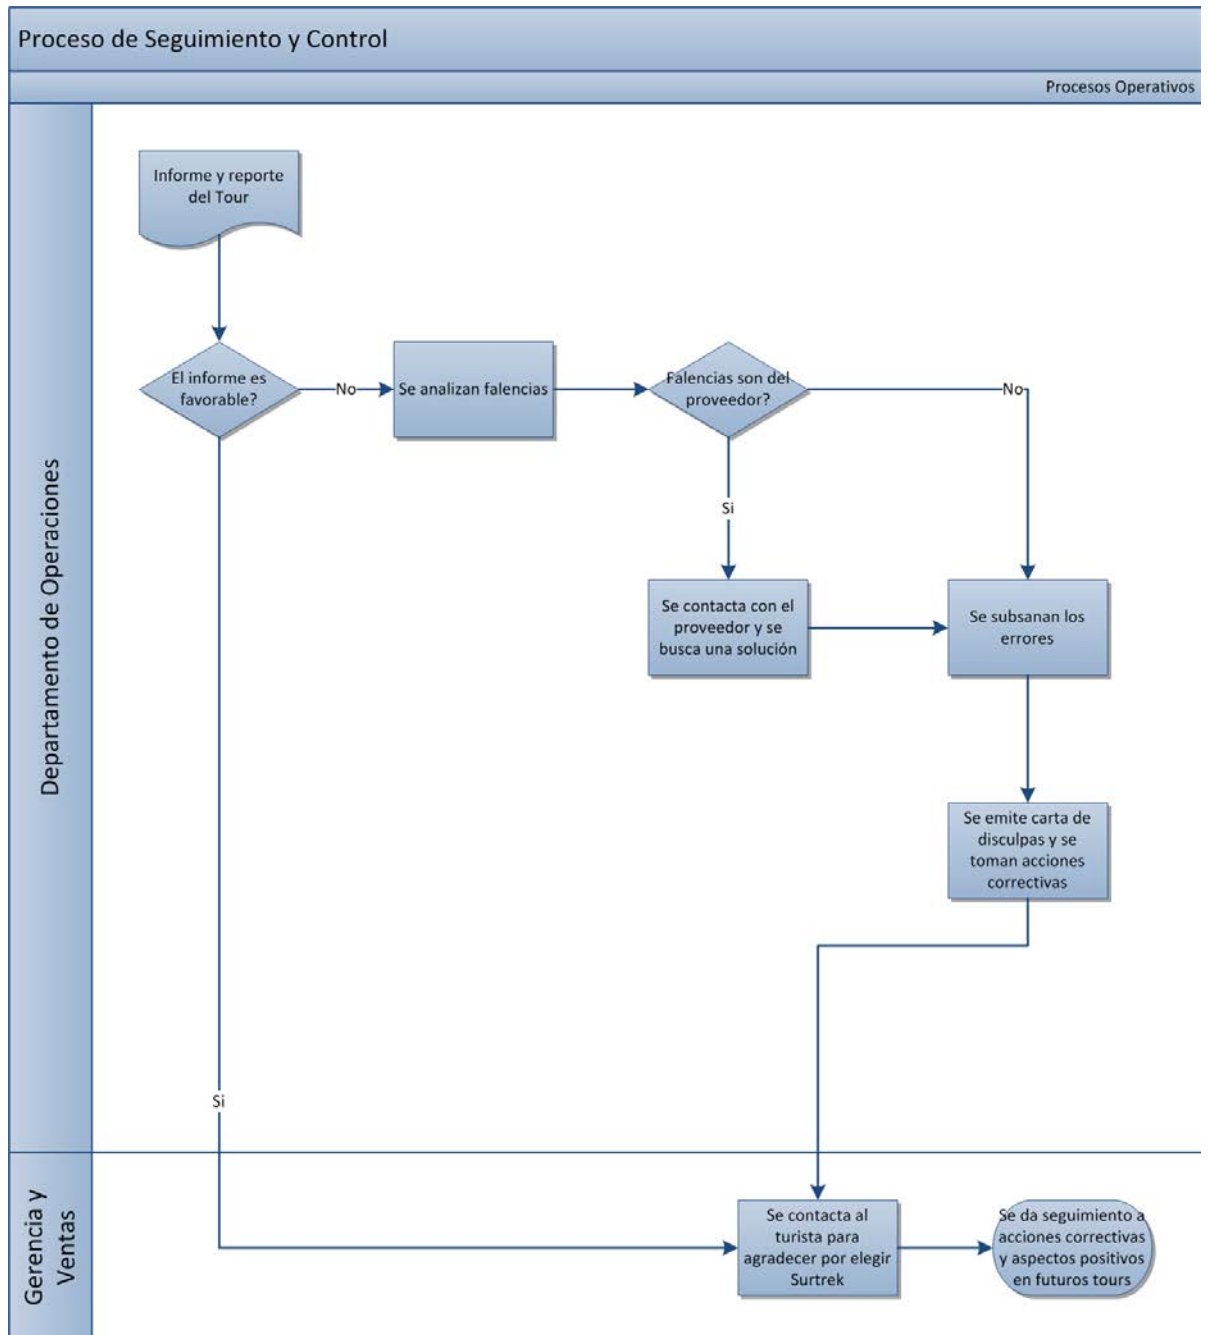 Proceso de Seguimiento y Control
Procesos Operativos
Departamento de Operaciones
Informe y reporte
del Tour
El informe es
favorable?
No
Se analizan falencias
Falencias son del
proveedor?
No
Si
Se contacta con el
proveedor y se
busca una solución
Se subsanan los
errores
Se emite carta de
disculpas y se
toman acciones
correctivas
Si
Gerencia y
Ventas
Se contacta al
turista para
agradecer por elegir
Surtrek
Se da seguimiento a
acciones correctivas
y aspectos positivos
en futuros tours